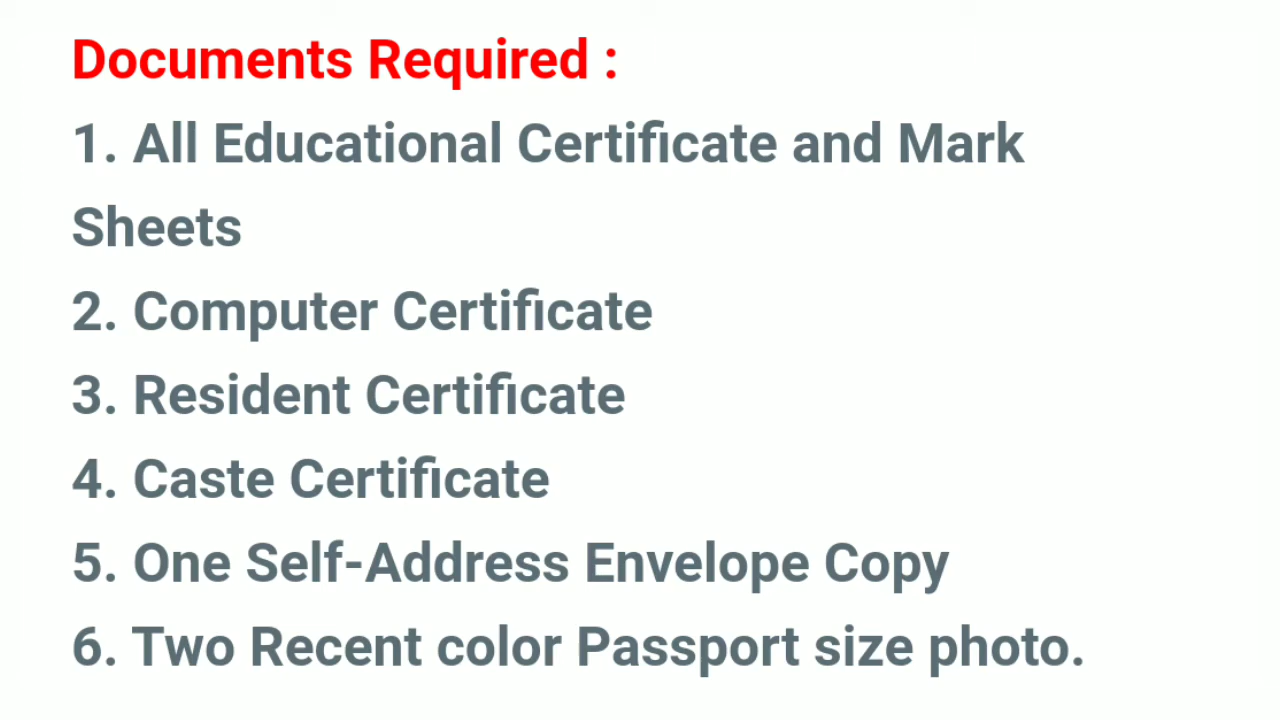 Documents Required :
1. All Educational Certificate and Mark
Sheets
2. Computer Certificate
3. Resident Certificate
4. Caste Certificate
5. One Self-Address Envelope Copy
6. Two Recent color Passport size photo.